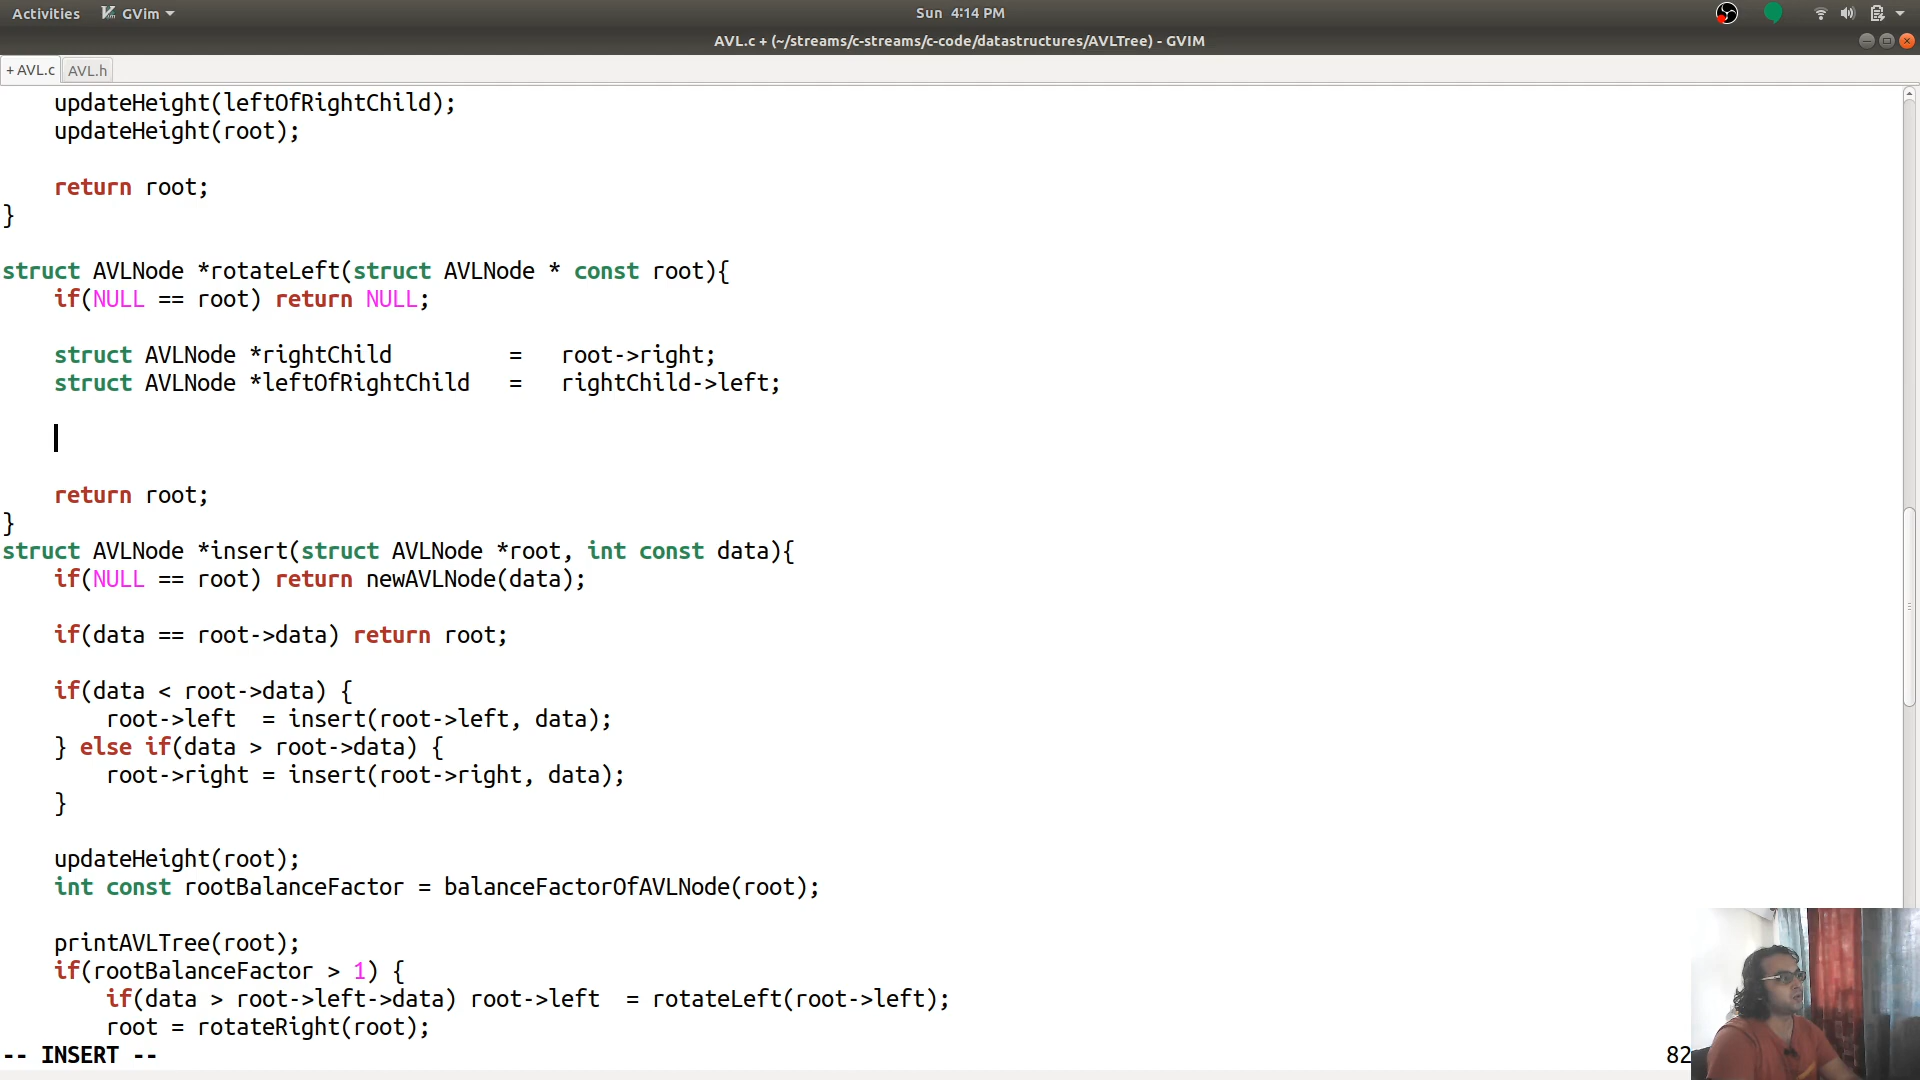 Activities GVim Sun 4:14 PM
AVL.c + (~/streams/c-streams/c-code/datastructures/AVLTree) - GVIM
+ AVL.c AVL.h
updateHeight(leftOfRightChild);
updateHeight(root);
return root;
}
struct AVLNode *rotateLeft(struct AVLNode * const root){
if(NULL == root) return NULL;
struct AVLNode *rightChild = root->right;
struct AVLNode *leftOfRightChild = rightChild->left;
return root;
}
struct AVLNode *insert(struct AVLNode *root, int const data){
if(NULL == root) return newAVLNode(data);
if(data == root->data) return root;
if(data < root->data) {
root->left = insert(root->left, data);
} else if(data > root->data) {
root->right = insert(root->right, data);
}
updateHeight(root);
int const rootBalanceFactor = balanceFactorOfAVLNode(root);
printAVLTree(root);
if(rootBalanceFactor > 1) {
if(data > root->left->data) root->left = rotateLeft(root->left);
root = rotateRight(root);
-- INSERT -- 82